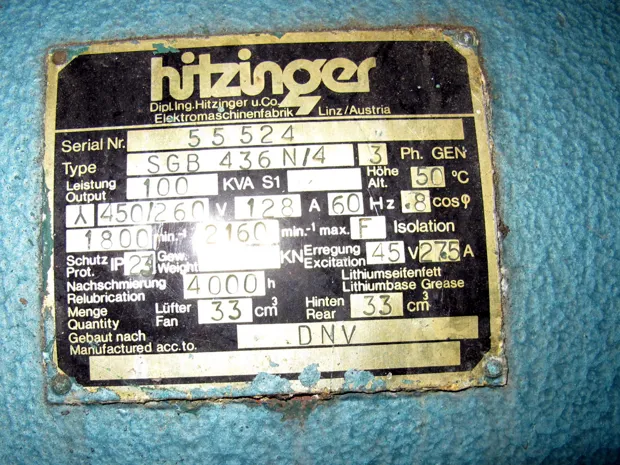 hitzinger
Dipl.Ing.Hitzinger u.Co.
Elektromaschinenfabrik Linz/Austria
Serial Nr. 55524
Type SGB 436 N/4 3 Ph. GEN
Leistung Output 100 KVA S1 Höhe Alt. 50 °C
⅄ 450/260 V 128 A 60 Hz .8 cos φ
1800 min.⁻¹ 2160 min.⁻¹ max. F Isolation
Schutz Prot. IP 23 Gew. Weight KN Erregung Excitation 45 V 27.5 A
Nachschmierung Relubrication 4000 h Lithiumseifenfett Lithiumbase Grease
Menge Quantity Lüfter Fan 33 cm³ Hinten Rear 33 cm³
Gebaut nach Manufactured acc.to. DNV